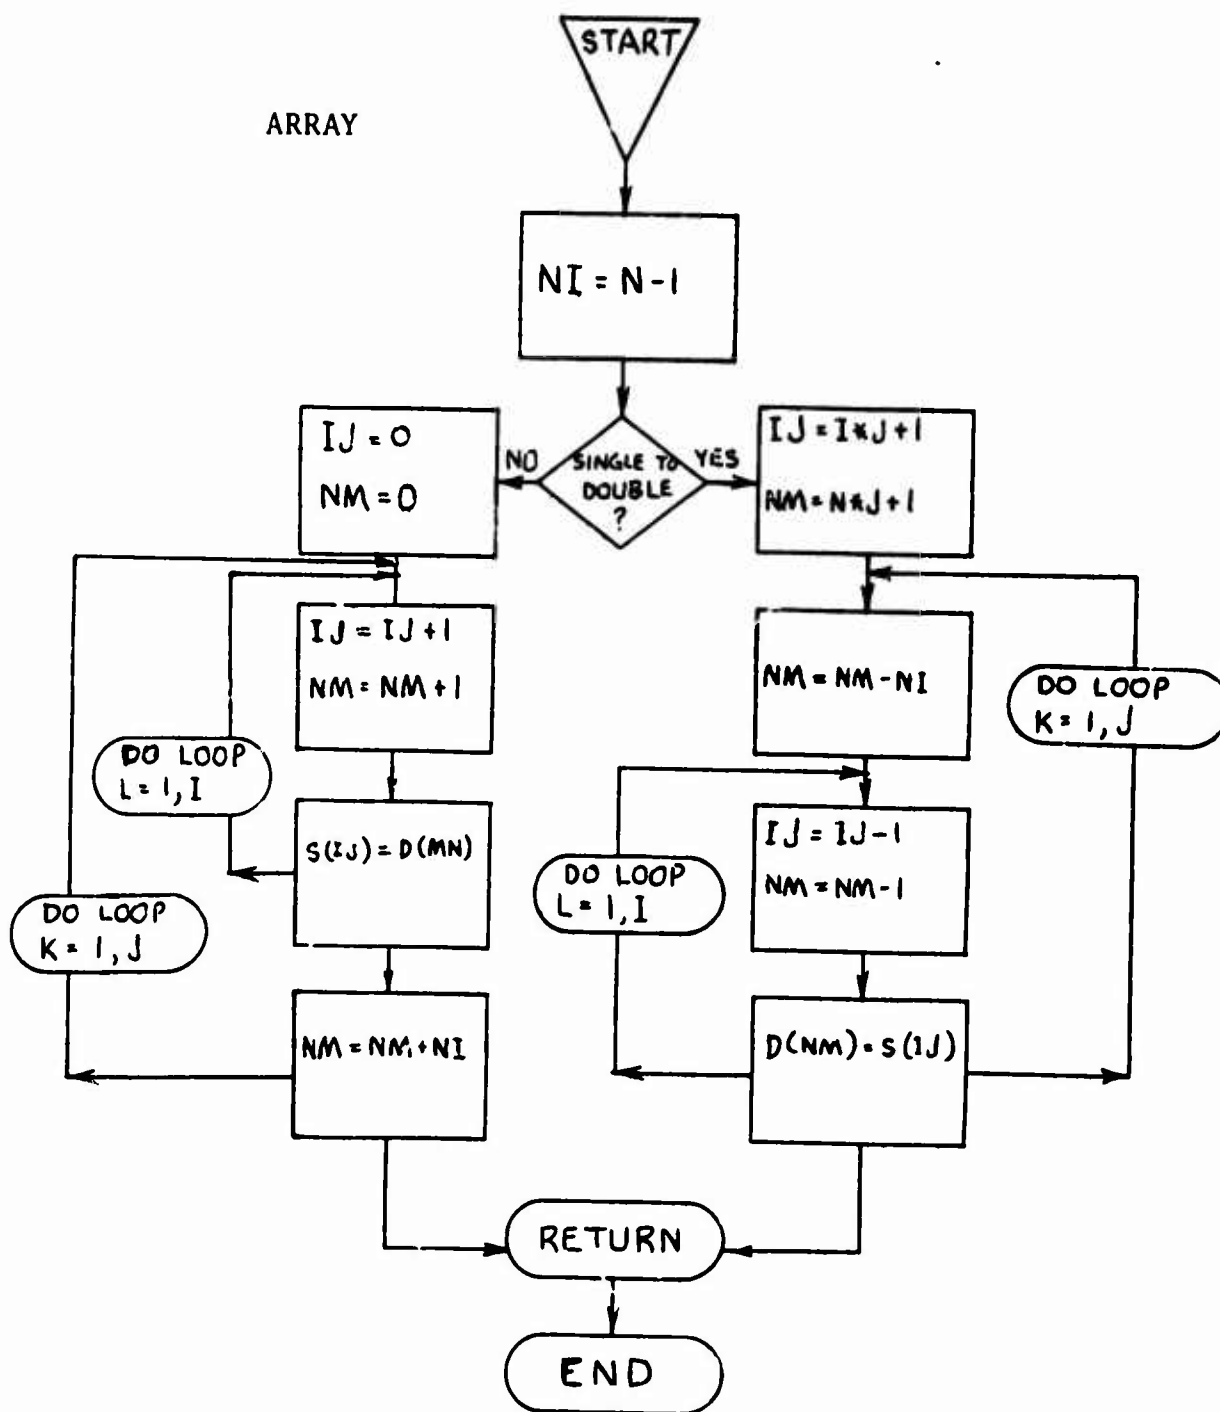 START
ARRAY
NI = N-1
SINGLE TO
DOUBLE
?
NO
YES
IJ = 0
NM = 0
IJ = IJ+1
NM = NM+1
DO LOOP
L = 1, I
S(IJ) = D(MN)
DO LOOP
K = 1, J
NM = NM+NI
IJ = I*J+1
NM = N*J+1
NM = NM-NI
DO LOOP
K = 1, J
IJ = IJ-1
NM = NM-1
DO LOOP
L = 1, I
D(NM) = S(IJ)
RETURN
END